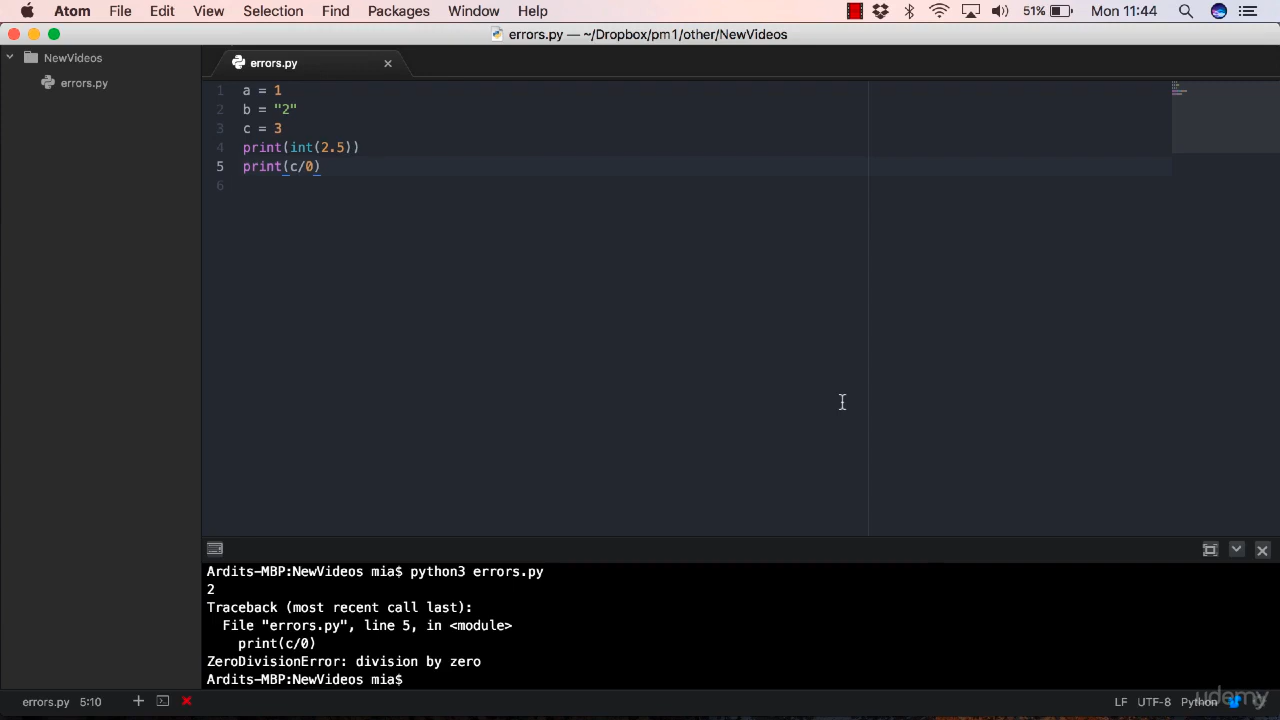 Atom File Edit View Selection Find Packages Window Help 51% Mon 11:44
errors.py — ~/Dropbox/pm1/other/NewVideos
NewVideos
errors.py
errors.py
1 a = 1
2 b = "2"
3 c = 3
4 print(int(2.5))
5 print(c/0)
6
Ardits-MBP:NewVideos mia$ python3 errors.py
2
Traceback (most recent call last):
File "errors.py", line 5, in <module>
print(c/0)
ZeroDivisionError: division by zero
Ardits-MBP:NewVideos mia$
errors.py 5:10 LF UTF-8 Python
udemy